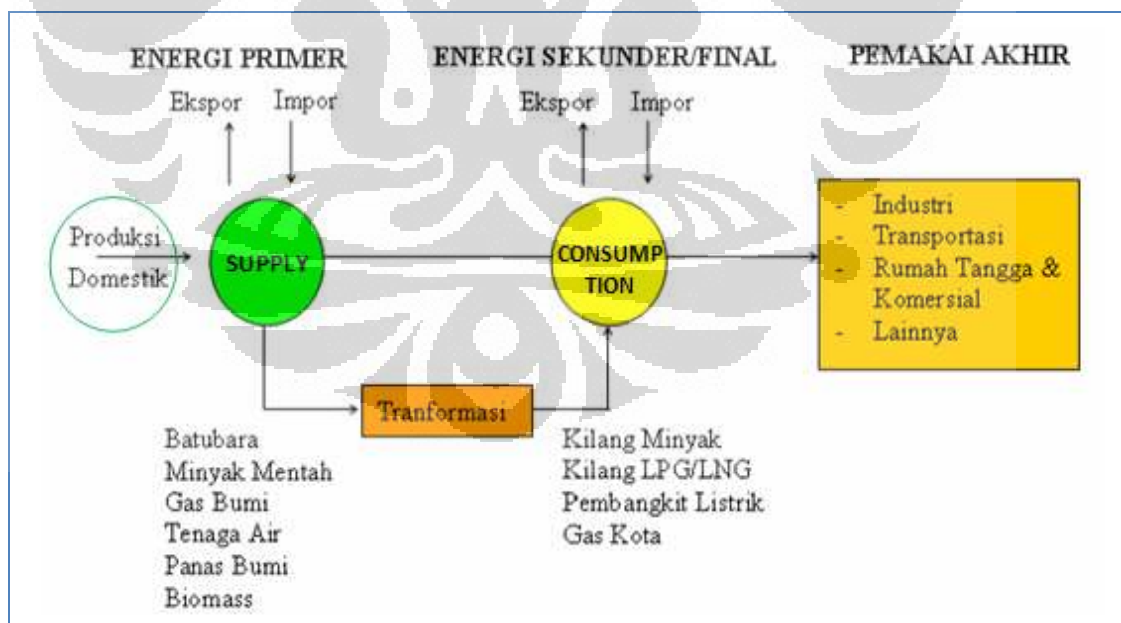 ENERGI PRIMER
ENERGI SEKUNDER/FINAL
PEMAKAI AKHIR
Ekspor
Impor
Ekspor
Impor
Produksi
Domestik
SUPPLY
CONSUMP
TION
- Industri
- Transportasi
- Rumah Tangga &
Komersial
- Lainnya
Tranformasi
Batubara
Minyak Mentah
Gas Bumi
Tenaga Air
Panas Bumi
Biomass
Kilang Minyak
Kilang LPG/LNG
Pembangkit Listrik
Gas Kota